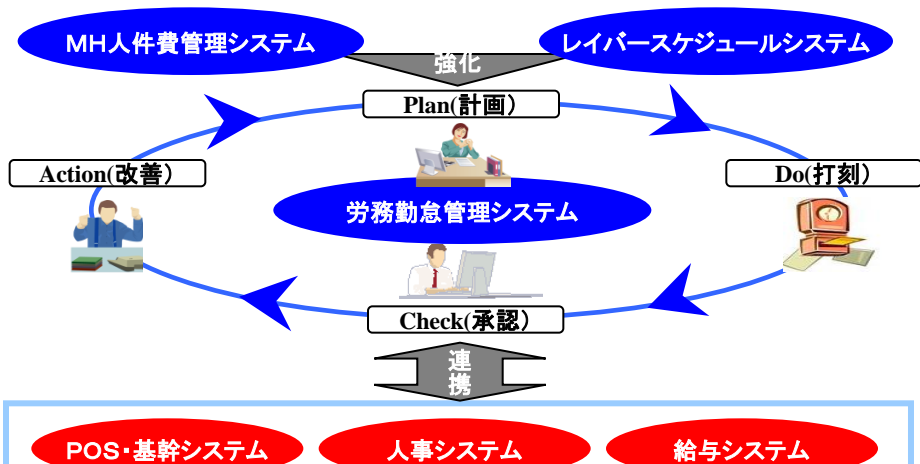 MH人件費管理システム
レイバースケジュールシステム
強化
Plan(計画）
Action(改善）
Do(打刻）
労務勤怠管理システム
Check(承認）
連
携
POS・基幹システム
人事システム
給与システム